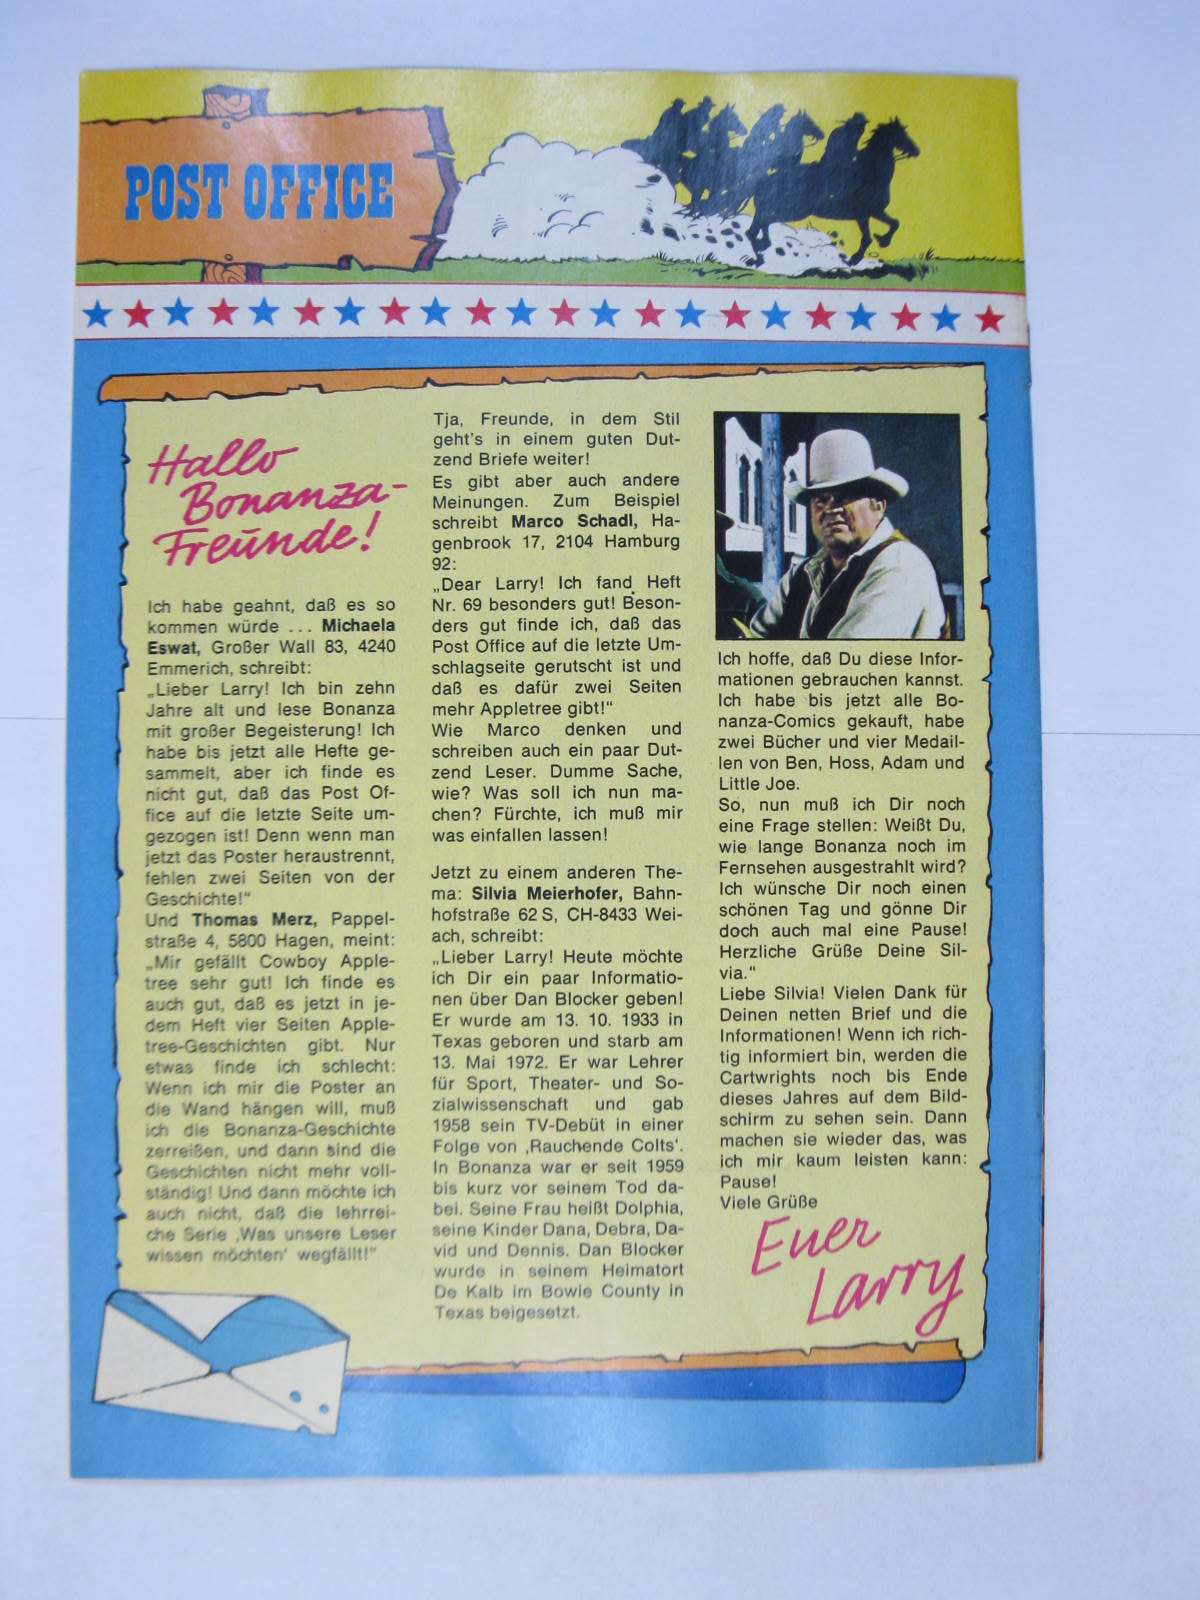 POST OFFICE
Hallo
Bonanza-
Freunde!
Ich habe geahnt, daß es so
kommen würde ... Michaela
Eswat, Großer Wall 83, 4240
Emmerich, schreibt:
„Lieber Larry! Ich bin zehn
Jahre alt und lese Bonanza
mit großer Begeisterung! Ich
habe bis jetzt alle Hefte ge-
sammelt, aber ich finde es
nicht gut, daß das Post Of-
fice auf die letzte Seite um-
gezogen ist! Denn wenn man
jetzt das Poster heraustrennt,
fehlen zwei Seiten von der
Geschichte!“
Und Thomas Merz, Pappel-
straße 4, 5800 Hagen, meint:
„Mir gefällt Cowboy Apple-
tree sehr gut! Ich finde es
auch gut, daß es jetzt in je-
dem Heft vier Seiten Apple-
tree-Geschichten gibt. Nur
etwas finde ich schlecht:
Wenn ich mir die Poster an
die Wand hängen will, muß
ich die Bonanza-Geschichte
zerreißen, und dann sind die
Geschichten nicht mehr voll-
ständig! Und dann möchte ich
auch nicht, daß die lehrrei-
che Serie ‚Was unsere Leser
wissen möchten‘ wegfällt!“
Tja, Freunde, in dem Stil
geht's in einem guten Dut-
zend Briefe weiter!
Es gibt aber auch andere
Meinungen. Zum Beispiel
schreibt Marco Schadl, Ha-
genbrook 17, 2104 Hamburg
92:
„Dear Larry! Ich fand Heft
Nr. 69 besonders gut! Beson-
ders gut finde ich, daß das
Post Office auf die letzte Um-
schlagseite gerutscht ist und
daß es dafür zwei Seiten
mehr Appletree gibt!“
Wie Marco denken und
schreiben auch ein paar Dut-
zend Leser. Dumme Sache,
wie? Was soll ich nun ma-
chen? Fürchte, ich muß mir
was einfallen lassen!
Jetzt zu einem anderen The-
ma: Silvia Meierhofer, Bahn-
hofstraße 62 S, CH-8433 Wei-
ach, schreibt:
„Lieber Larry! Heute möchte
ich Dir ein paar Informatio-
nen über Dan Blocker geben!
Er wurde am 13. 10. 1933 in
Texas geboren und starb am
13. Mai 1972. Er war Lehrer
für Sport, Theater- und So-
zialwissenschaft und gab
1958 sein TV-Debüt in einer
Folge von ‚Rauchende Colts‘.
In Bonanza war er seit 1959
bis kurz vor seinem Tod da-
bei. Seine Frau heißt Dolphia,
seine Kinder Dana, Debra, Da-
vid und Dennis. Dan Blocker
wurde in seinem Heimatort
De Kalb im Bowie County in
Texas beigesetzt.
Ich hoffe, daß Du diese Infor-
mationen gebrauchen kannst.
Ich habe bis jetzt alle Bo-
nanza-Comics gekauft, habe
zwei Bücher und vier Medail-
len von Ben, Hoss, Adam und
Little Joe.
So, nun muß ich Dir noch
eine Frage stellen: Weißt Du,
wie lange Bonanza noch im
Fernsehen ausgestrahlt wird?
Ich wünsche Dir noch einen
schönen Tag und gönne Dir
doch auch mal eine Pause!
Herzliche Grüße Deine Sil-
via.“
Liebe Silvia! Vielen Dank für
Deinen netten Brief und die
Informationen! Wenn ich rich-
tig informiert bin, werden die
Cartwrights noch bis Ende
dieses Jahres auf dem Bild-
schirm zu sehen sein. Dann
machen sie wieder das, was
ich mir kaum leisten kann:
Pause!
Viele Grüße
Euer
Larry